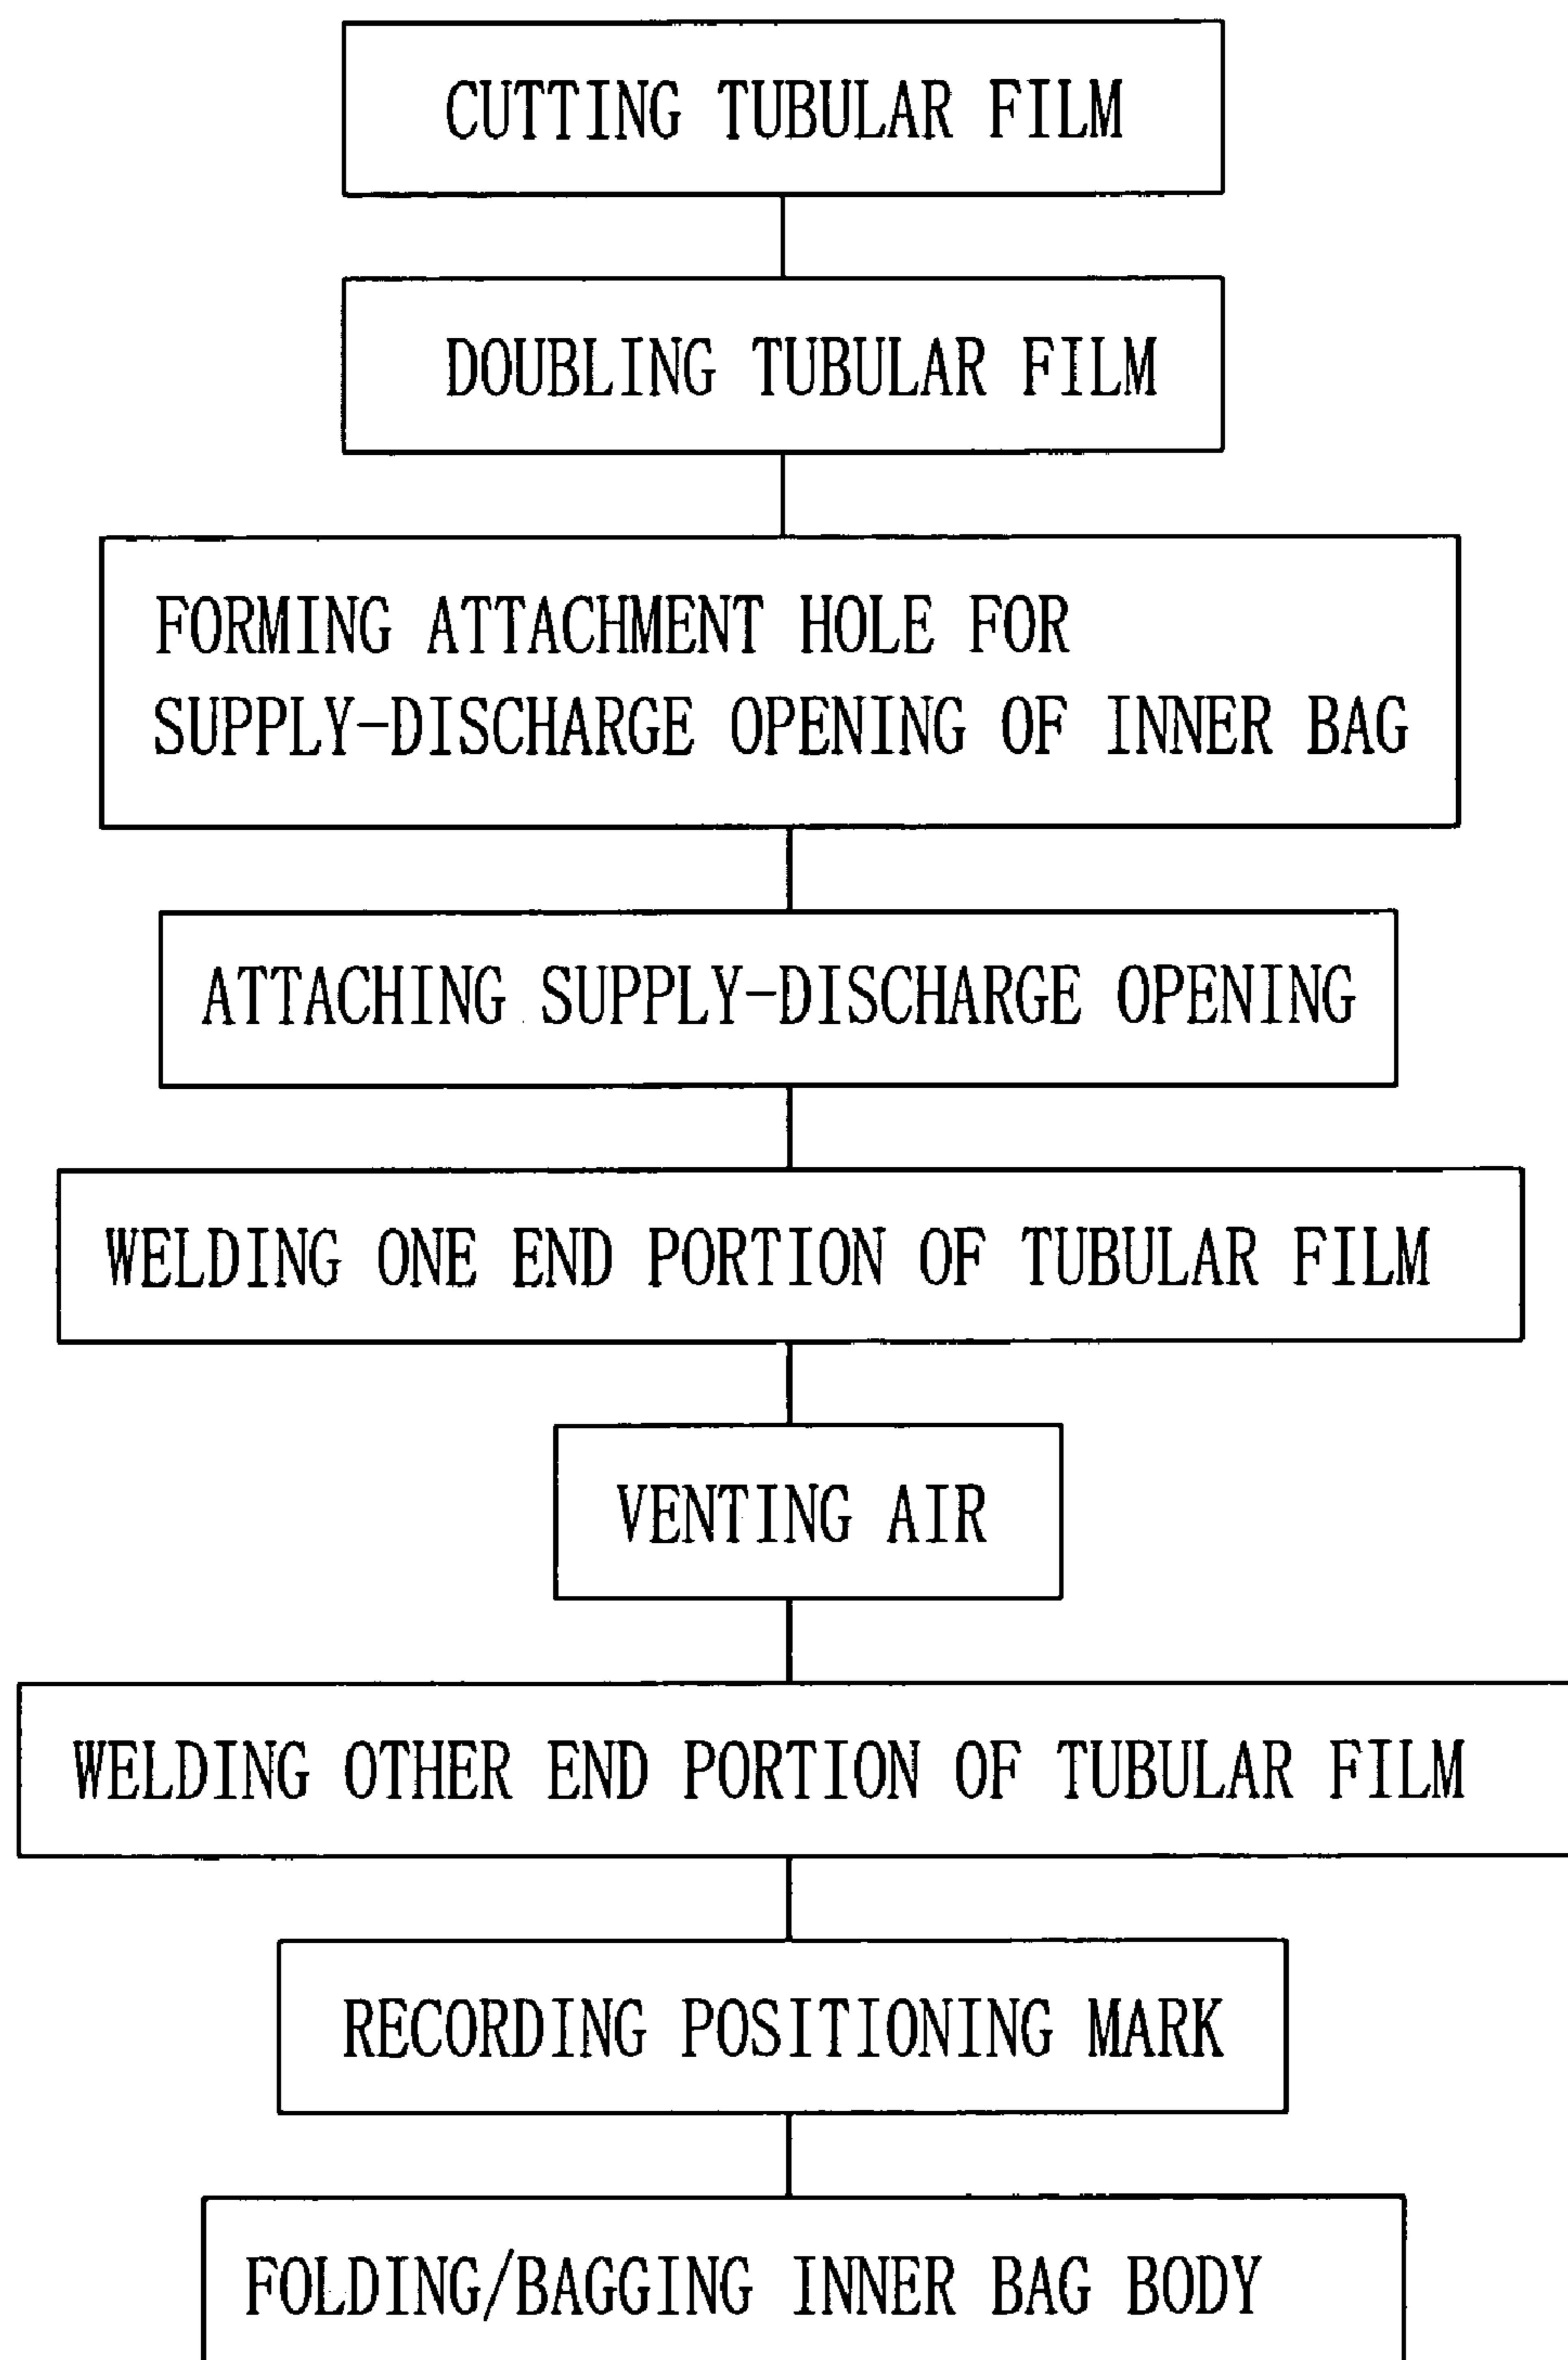 CUTTING TUBULAR FILM
DOUBLING TUBULAR FILM
FORMING ATTACHMENT HOLE FOR
SUPPLY-DISCHARGE OPENING OF INNER BAG
ATTACHING SUPPLY-DISCHARGE OPENING
WELDING ONE END PORTION OF TUBULAR FILM
VENTING AIR
WELDING OTHER END PORTION OF TUBULAR FILM
RECORDING POSITIONING MARK
FOLDING/BAGGING INNER BAG BODY